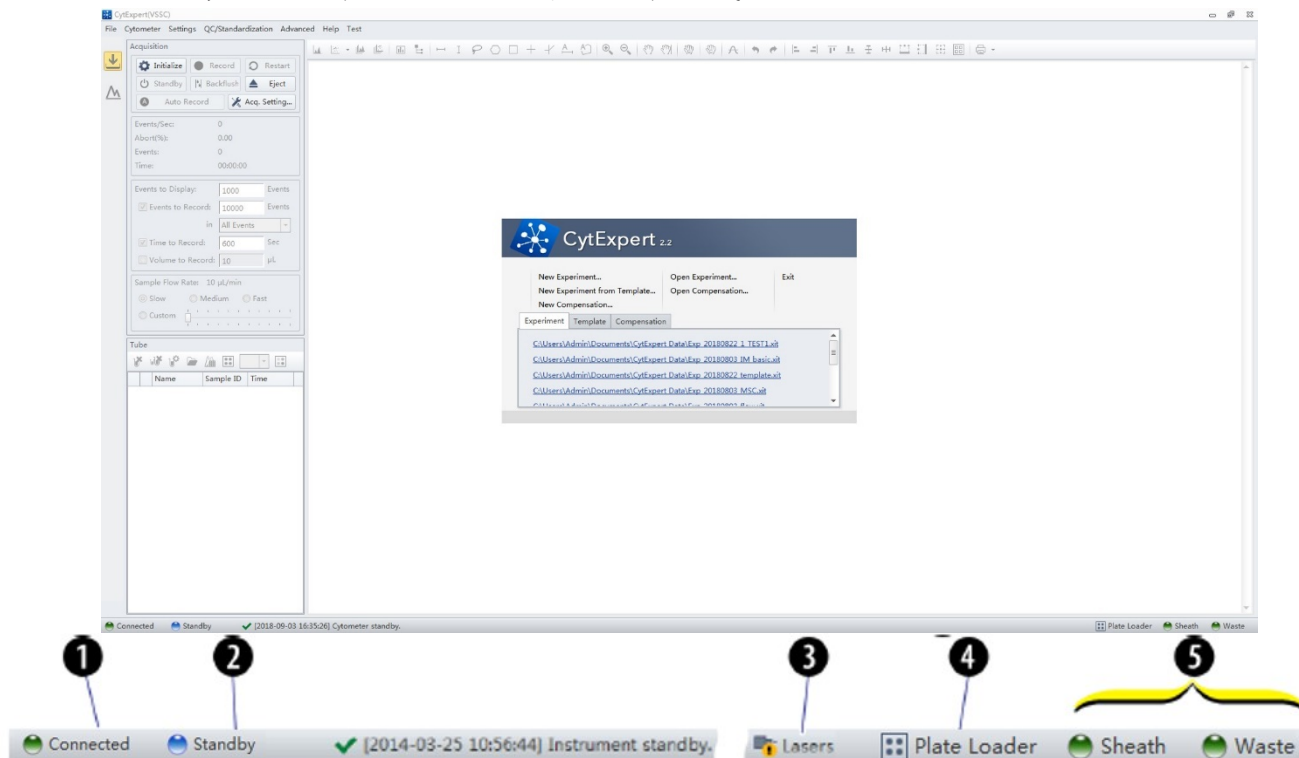 CytExpert(VSSC)
File Cytometer Settings QC/Standardization Advanced Help Test
Acquisition
Initialize Record Restart
Standby Backflush Eject
Auto Record Acq. Setting...
Events/Sec: 0
Abort(%): 0.00
Events: 0
Time: 00:00:00
Events to Display: 1000 Events
Events to Record: 10000 Events
in All Events
Time to Record: 600 Sec
Volume to Record: 10 μL
Sample Flow Rate: 10 μL/min
Slow Medium Fast
Custom
Tube
Name Sample ID Time
CytExpert 2.2
New Experiment... Open Experiment... Exit
New Experiment from Template... Open Compensation...
New Compensation...
Experiment Template Compensation
C:\Users\Admin\Documents\CytExpert Data\Exp_20180822_1_TEST1.xit
C:\Users\Admin\Documents\CytExpert Data\Exp_20180803_IM_basic.xit
C:\Users\Admin\Documents\CytExpert Data\Exp_20180822_template.xit
C:\Users\Admin\Documents\CytExpert Data\Exp_20180803_MSC.xit
Connected Standby [2018-09-03 16:35:26] Cytometer standby. Plate Loader Sheath Waste
1 2 3 4 5
Connected Standby [2014-03-25 10:56:44] Instrument standby. Lasers Plate Loader Sheath Waste